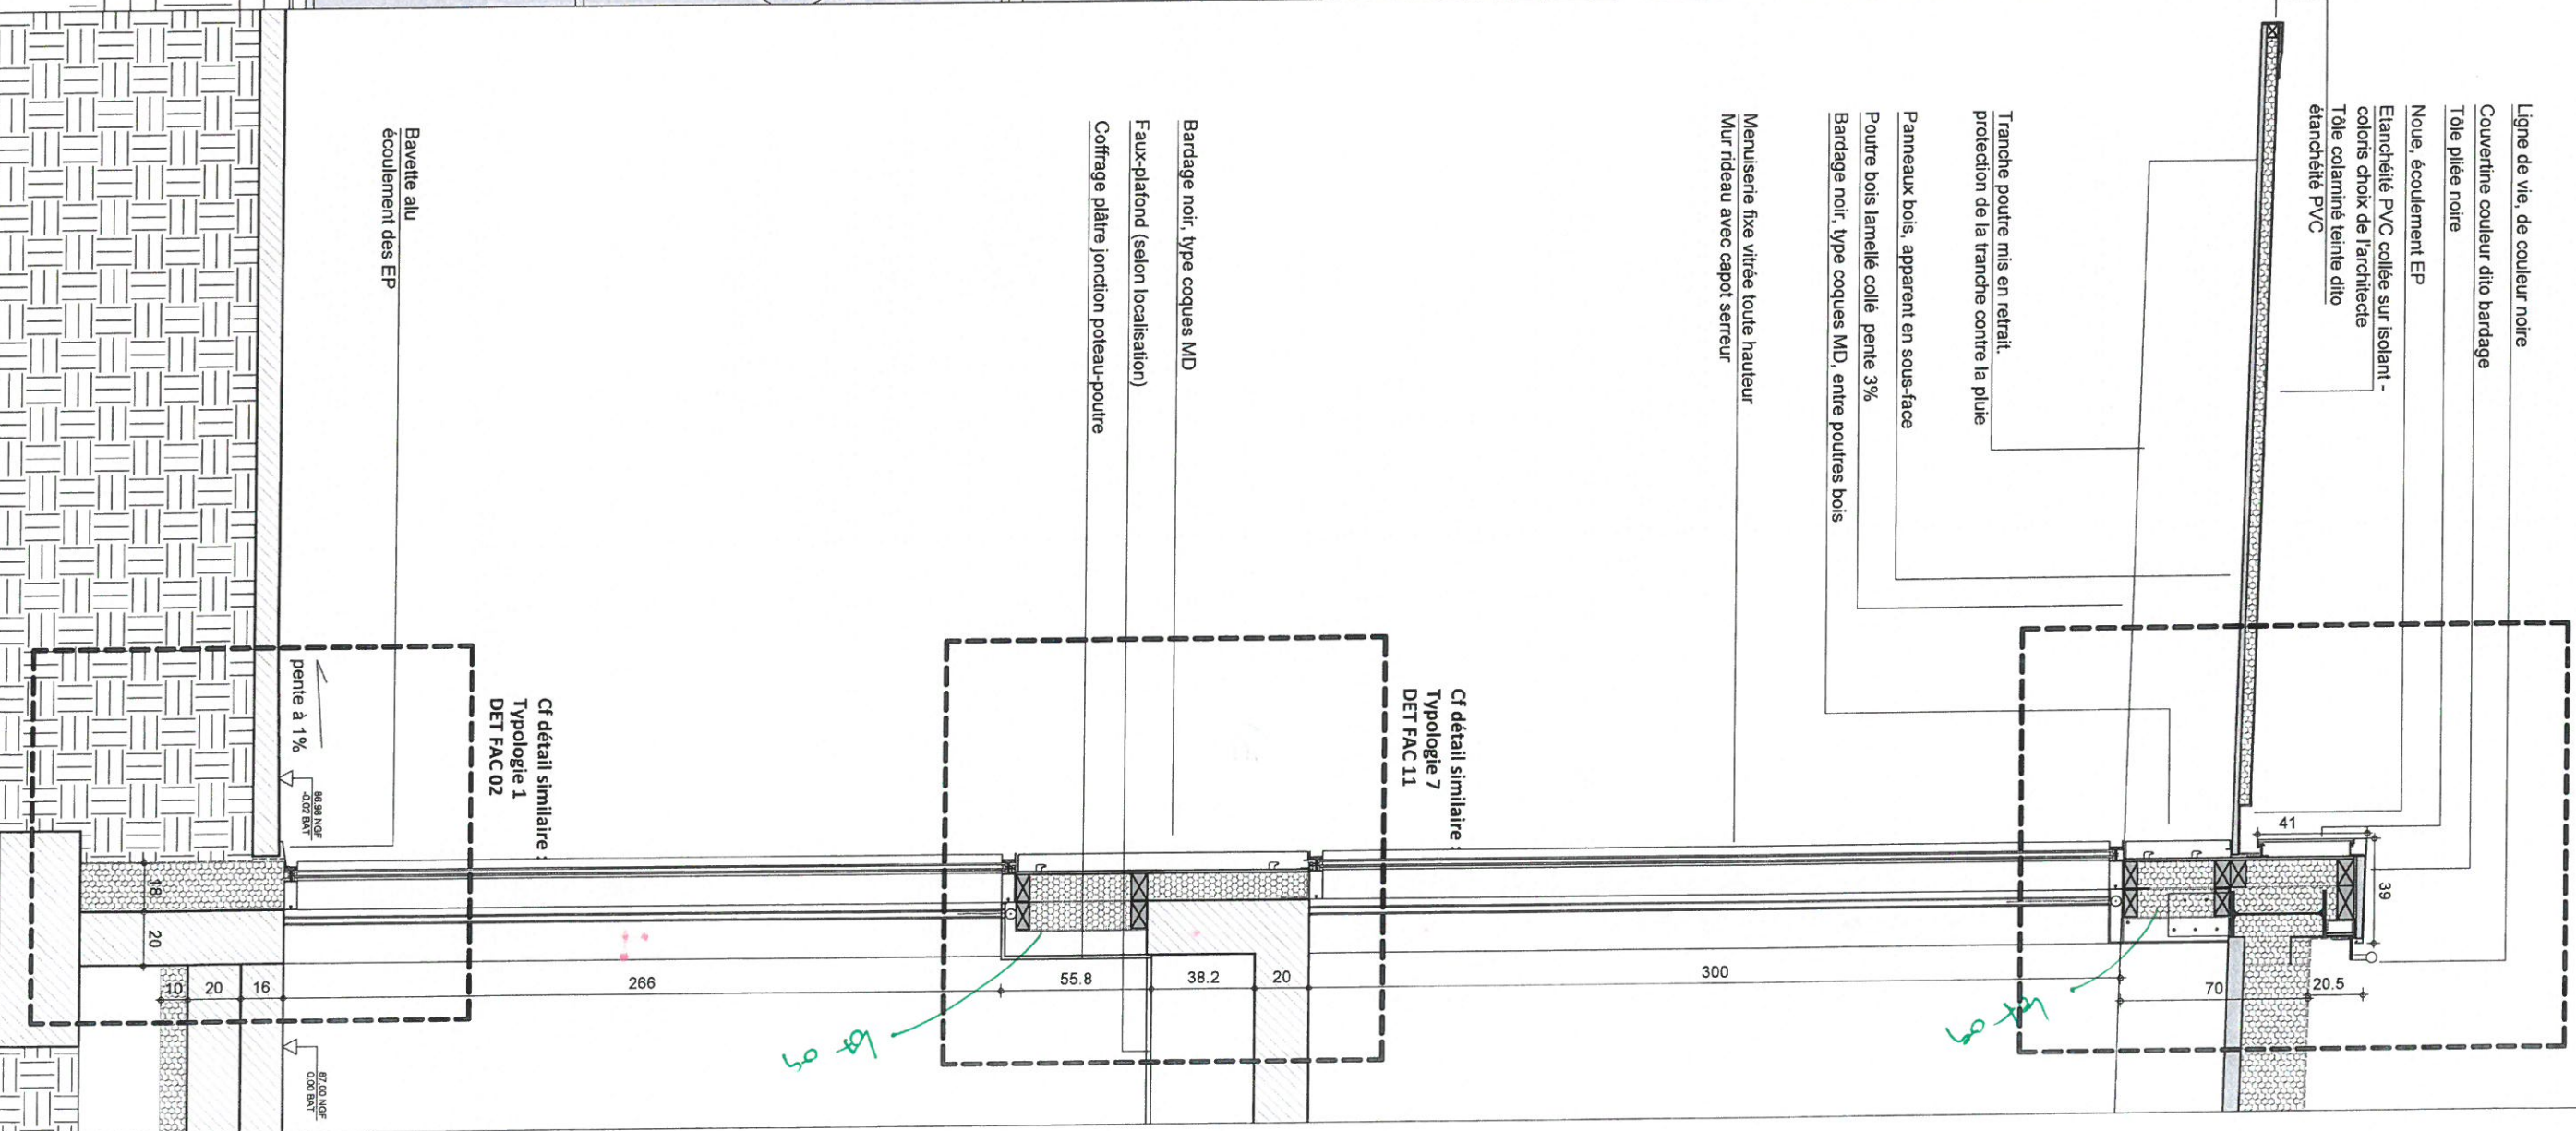 Ligne de vie, de couleur noire
Couvertine couleur dito bardage
Tôle pliée noire
Noue, écoulement EP
Etanchéité PVC collée sur isolant -
coloris choix de l'architecte
Tôle colaminé teinte dito
étanchéité PVC
Tranche poutre mis en retrait.
protection de la tranche contre la pluie
Panneaux bois, apparent en sous-face
Poutre bois lamellé collé pente 3%
Bardage noir, type coques MD, entre poutres bois
Menuiserie fixe vitrée toute hauteur
Mur rideau avec capot serreur
Bardage noir, type coques MD
Faux-plafond (selon localisation)
Coffrage plâtre jonction poteau-poutre
Bavette alu
écoulement des EP
41
39
20.5
70
300
Cf détail similaire :
Typologie 7
DET FAC 11
20
38.2
55.8
266
Cf détail similaire :
Typologie 1
DET FAC 02
pente à 1%
86.98 NGF
-0.02 BAT
18
20
16
20
10
87.00 NGF
0.00 BAT